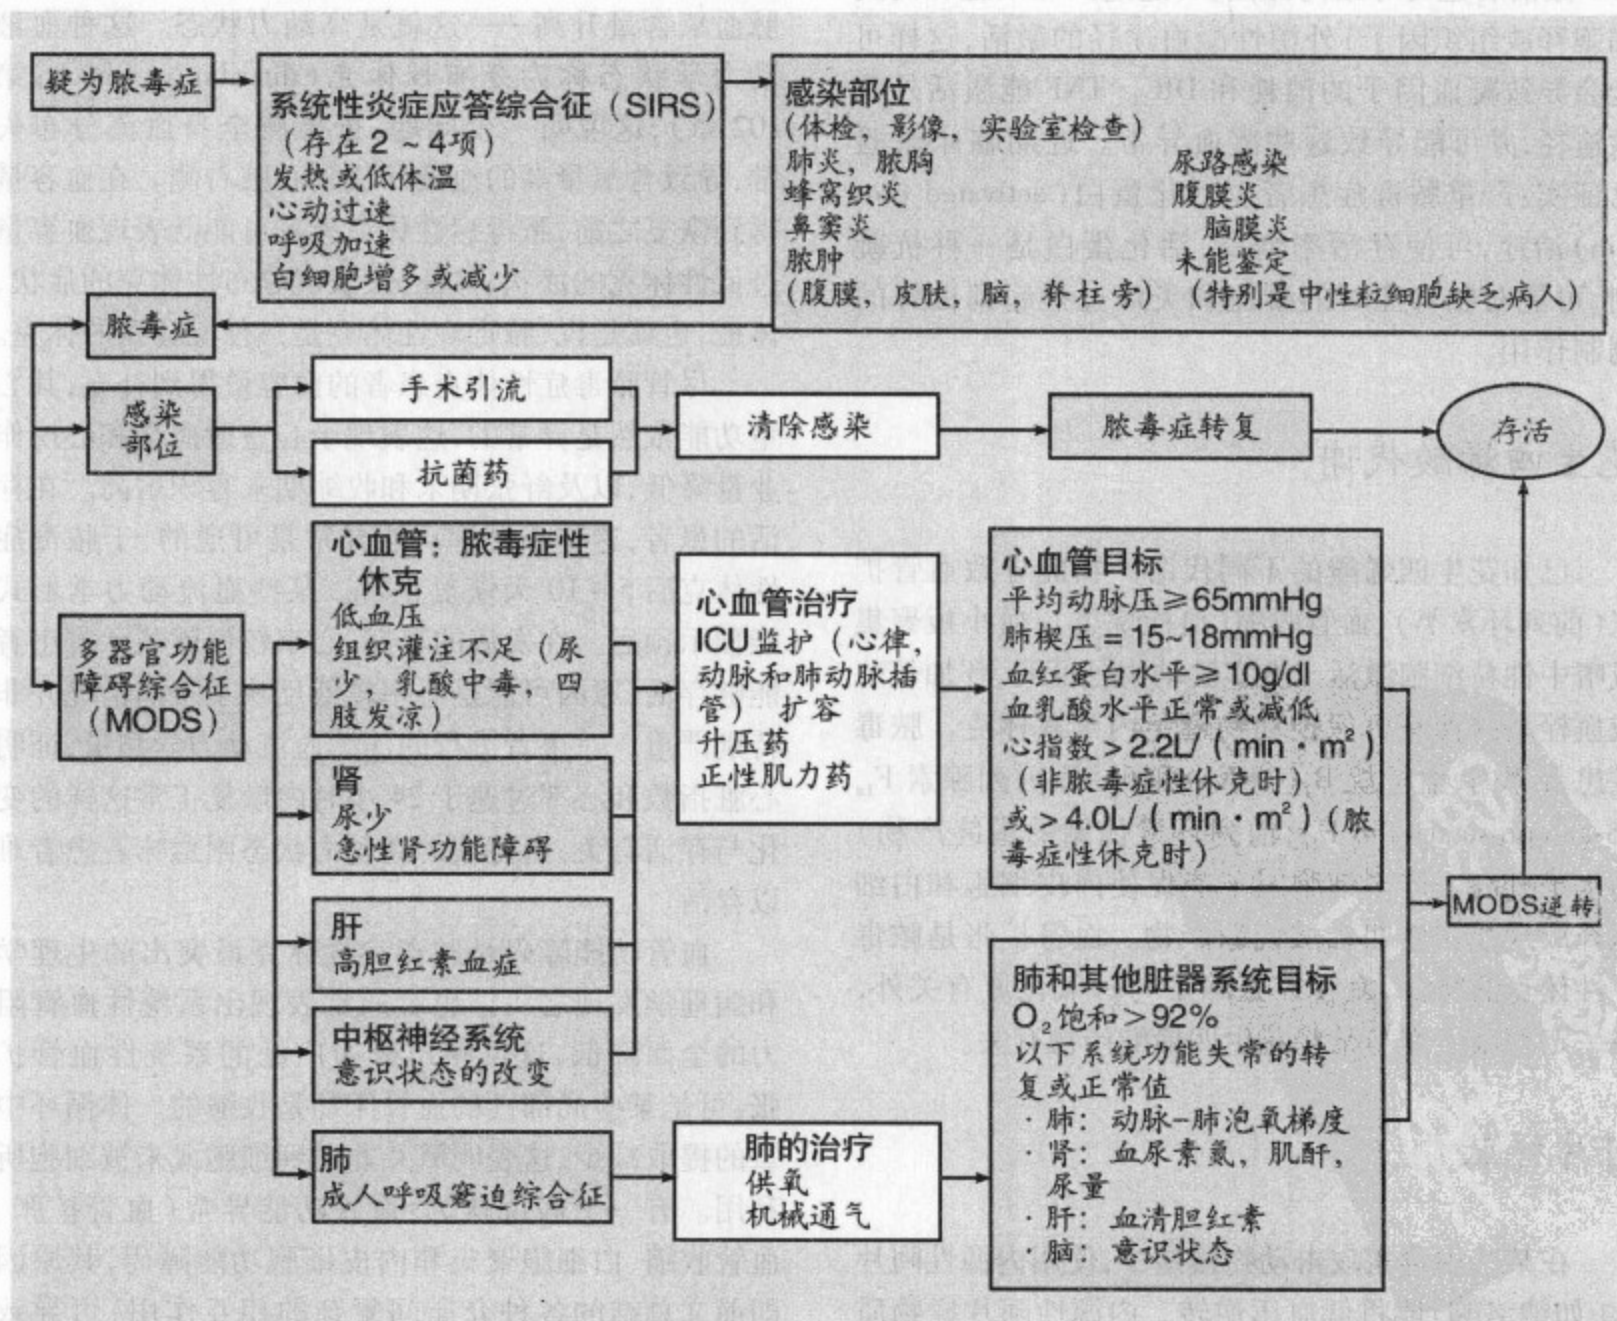 疑为脓毒症
系统性炎症应答综合征（SIRS）
（存在2～4项）
发热或低体温
心动过速
呼吸加速
白细胞增多或减少
感染部位
（体检，影像，实验室检查）
肺炎，脓胸 尿路感染
蜂窝织炎 腹膜炎
鼻窦炎 脑膜炎
脓肿 未能鉴定
（腹膜，皮肤，脑，脊柱旁）（特别是中性粒细胞缺乏病人）
脓毒症
感染
部位
手术引流
抗菌药
清除感染
脓毒症转复
存活
多器官功能
障碍综合征
（MODS）
心血管：脓毒症性
休克
低血压
组织灌注不足（尿
少，乳酸中毒，四
肢发凉）
肾
尿少
急性肾功能障碍
肝
高胆红素血症
中枢神经系统
意识状态的改变
肺
成人呼吸窘迫综合征
心血管治疗
ICU监护（心律，
动脉和肺动脉插
管） 扩容
升压药
正性肌力药
肺的治疗
供氧
机械通气
心血管目标
平均动脉压≥65mmHg
肺楔压＝15~18mmHg
血红蛋白水平≥10g/dl
血乳酸水平正常或减低
心指数＞2.2L/（min·m²）
（非脓毒症性休克时）
或＞4.0L/（min·m²）（脓
毒症性休克时）
肺和其他脏器系统目标
O₂饱和＞92%
以下系统功能失常的转
复或正常值
·肺：动脉-肺泡氧梯度
·肾：血尿素氮，肌酐，
尿量
·肝：血清胆红素
·脑：意识状态
MODS逆转